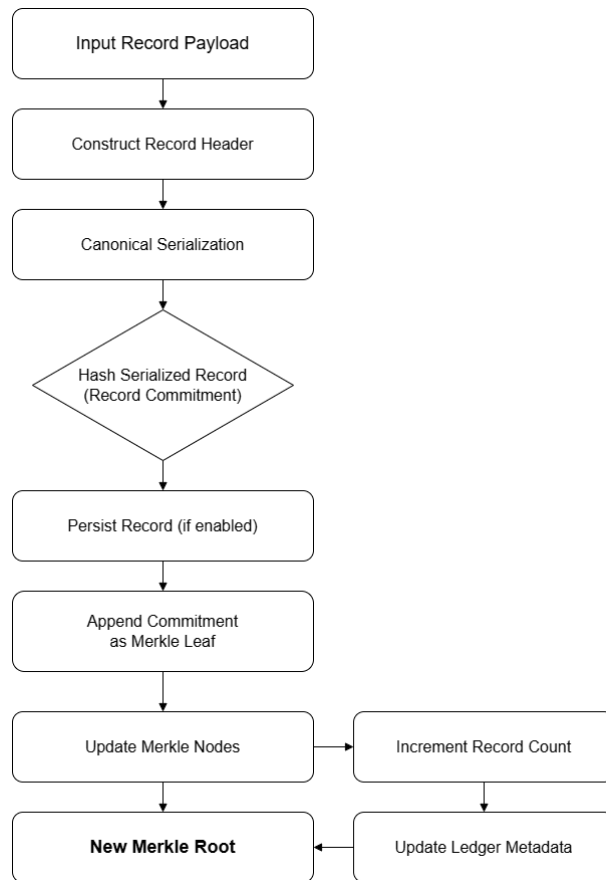 Input Record Payload
Construct Record Header
Canonical Serialization
Hash Serialized Record
(Record Commitment)
Persist Record (if enabled)
Append Commitment
as Merkle Leaf
Update Merkle Nodes
Increment Record Count
New Merkle Root
Update Ledger Metadata